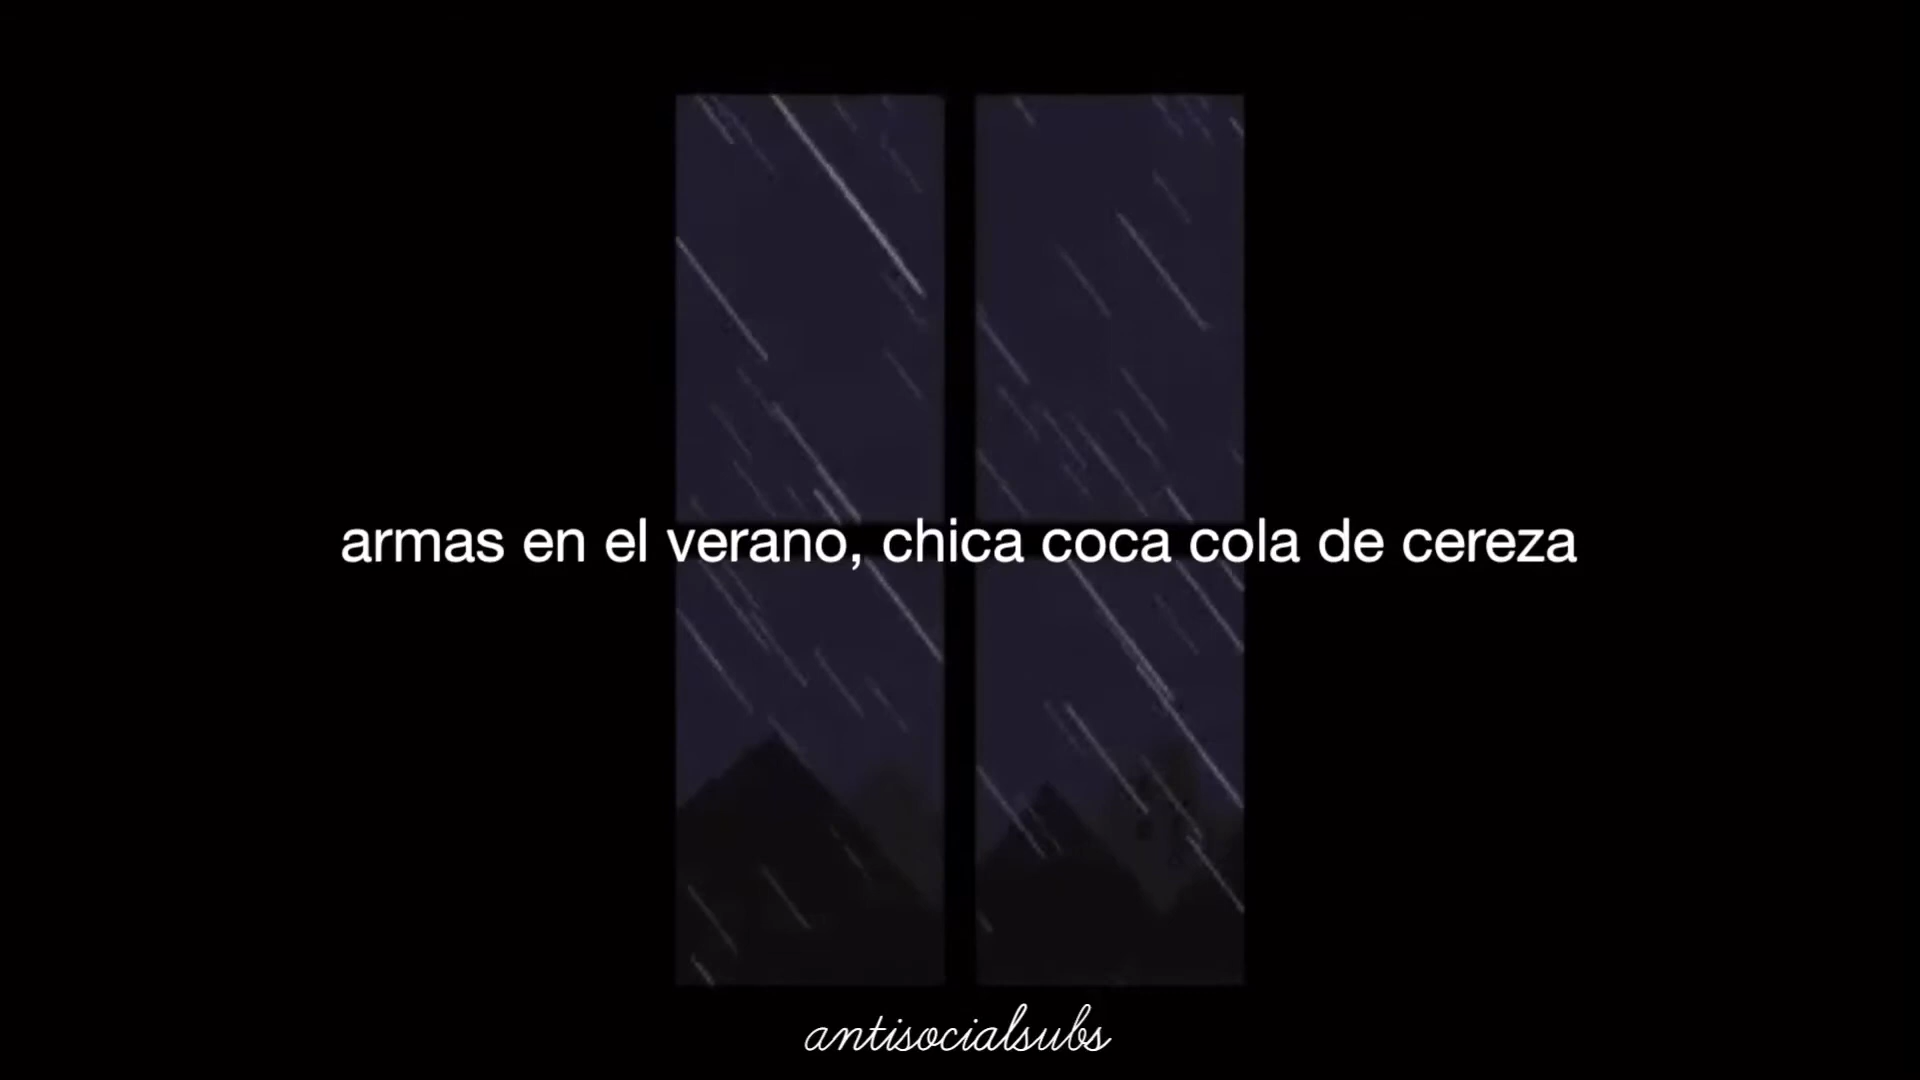 armas en el verano, chica coca cola de cereza
antisocialsubs